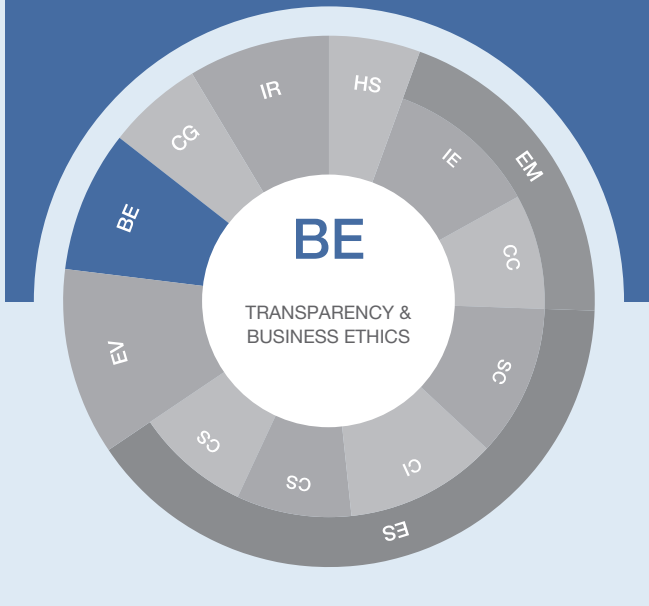 HS
EM
IE
CC
SC
CI
ES
CS
CS
EV
BE
CG
IR
BE
TRANSPARENCY &
BUSINESS ETHICS